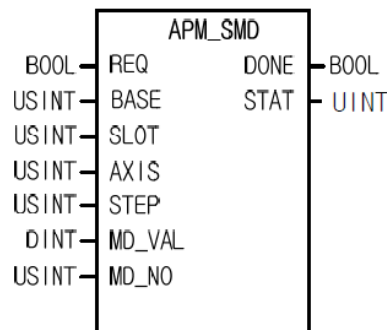 APM_SMD
BOOL REQ DONE BOOL
USINT BASE STAT UINT
USINT SLOT
USINT AXIS
USINT STEP
DINT MD_VAL
USINT MD_NO